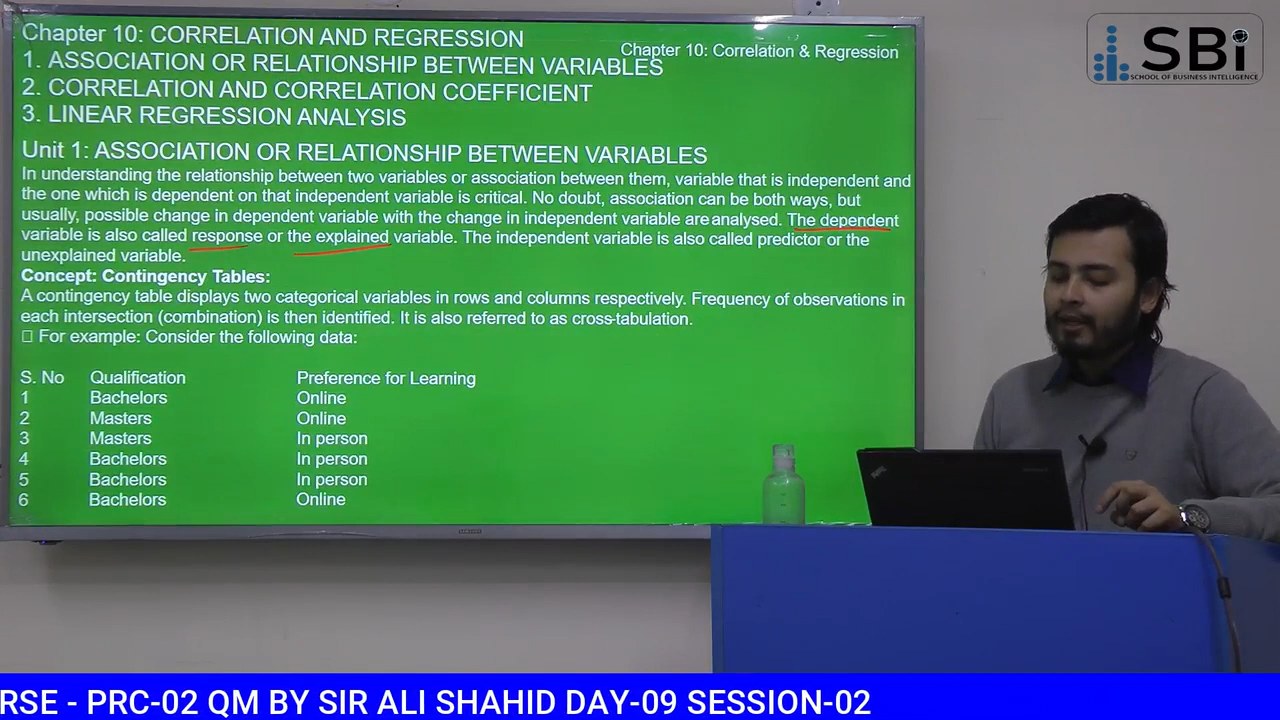 Chapter 10: CORRELATION AND REGRESSION
Chapter 10: Correlation & Regression
1. ASSOCIATION OR RELATIONSHIP BETWEEN VARIABLES
2. CORRELATION AND CORRELATION COEFFICIENT
3. LINEAR REGRESSION ANALYSIS
Unit 1: ASSOCIATION OR RELATIONSHIP BETWEEN VARIABLES
In understanding the relationship between two variables or association between them, variable that is independent and
the one which is dependent on that independent variable is critical. No doubt, association can be both ways, but
usually, possible change in dependent variable with the change in independent variable are analysed. The dependent
variable is also called response or the explained variable. The independent variable is also called predictor or the
unexplained variable.
Concept: Contingency Tables:
A contingency table displays two categorical variables in rows and columns respectively. Frequency of observations in
each intersection (combination) is then identified. It is also referred to as cross-tabulation.
For example: Consider the following data:
S. No Qualification Preference for Learning
1 Bachelors Online
2 Masters Online
3 Masters In person
4 Bachelors In person
5 Bachelors In person
6 Bachelors Online
SBi
SCHOOL OF BUSINESS INTELLIGENCE
RSE - PRC-02 QM BY SIR ALI SHAHID DAY-09 SESSION-02